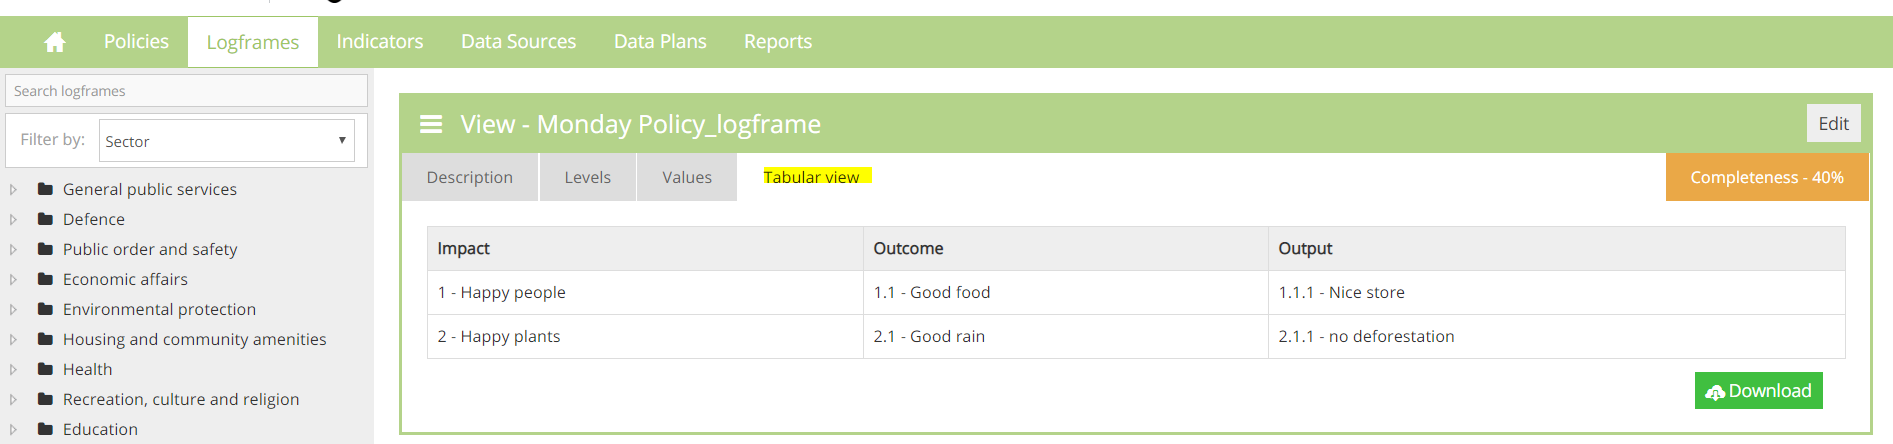 Policies Logframes Indicators Data Sources Data Plans Reports
Search logframes
Filter by: Sector
General public services
Defence
Public order and safety
Economic affairs
Environmental protection
Housing and community amenities
Health
Recreation, culture and religion
Education
View - Monday Policy_logframe Edit
Description Levels Values Tabular view Completeness - 40%
Impact Outcome Output
1 - Happy people 1.1 - Good food 1.1.1 - Nice store
2 - Happy plants 2.1 - Good rain 2.1.1 - no deforestation
Download